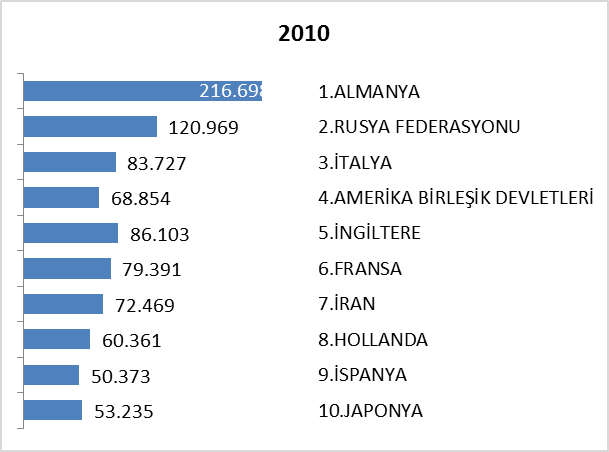 2010
216.698 1.ALMANYA
120.969 2.RUSYA FEDERASYONU
83.727 3.İTALYA
68.854 4.AMERİKA BİRLEŞİK DEVLETLERİ
86.103 5.İNGİLTERE
79.391 6.FRANSA
72.469 7.İRAN
60.361 8.HOLLANDA
50.373 9.İSPANYA
53.235 10.JAPONYA